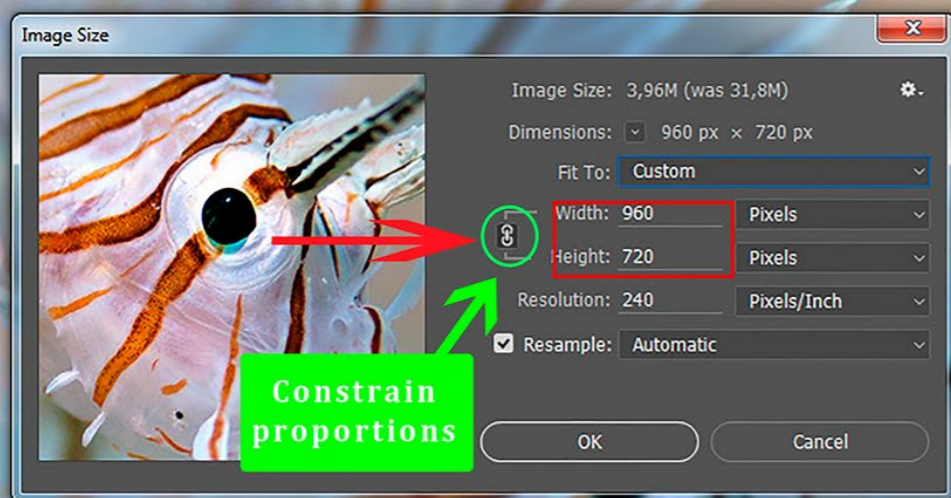 Image Size
Image Size: 3,96M (was 31,8M)
Dimensions: 960 px × 720 px
Fit To: Custom
Width: 960 Pixels
Height: 720 Pixels
Resolution: 240 Pixels/Inch
Resample: Automatic
Constrain
proportions
OK Cancel